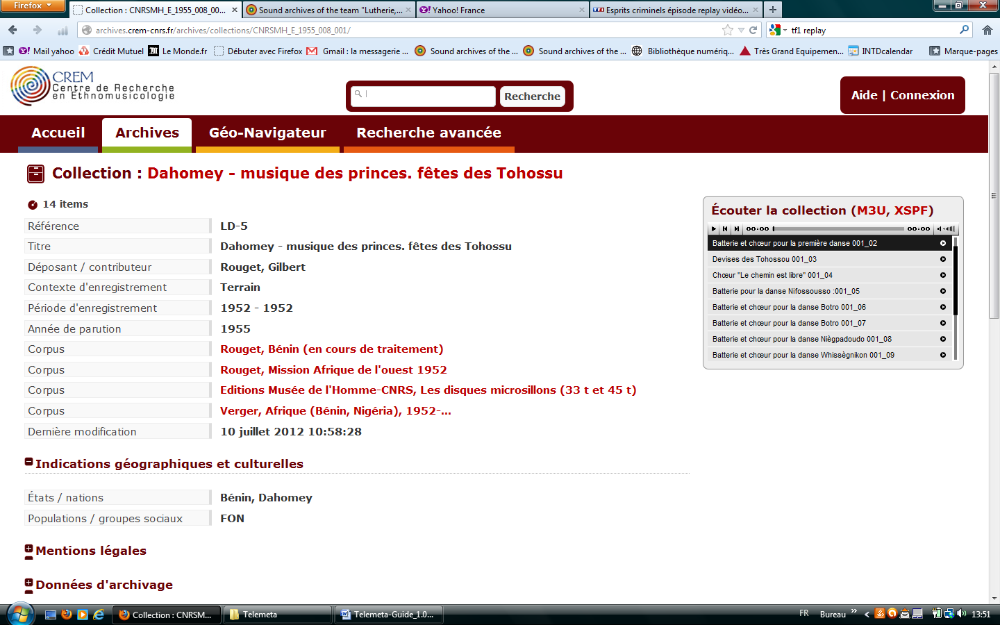 Firefox
Collection : CNRSMH_E_1955_008_00...
Sound archives of the team "Lutherie,...
Yahoo! France
Esprits criminels épisode replay vidéo...
archives.crem-cnrs.fr/archives/collections/CNRSMH_E_1955_008_001/
tf1 replay
Mail yahoo
Crédit Mutuel
Le Monde.fr
Débuter avec Firefox
Gmail : la messagerie ...
Sound archives of the ...
Sound archives of the ...
Bibliothèque numériq...
Très Grand Equipemen...
INTDcalendar
Marque-pages
CREM
Centre de Recherche
en Ethnomusicologie
Recherche
Aide | Connexion
Accueil
Archives
Géo-Navigateur
Recherche avancée
Collection : Dahomey - musique des princes. fêtes des Tohossu
14 items
Référence LD-5
Titre Dahomey - musique des princes. fêtes des Tohossu
Déposant / contributeur Rouget, Gilbert
Contexte d'enregistrement Terrain
Période d'enregistrement 1952 - 1952
Année de parution 1955
Corpus Rouget, Bénin (en cours de traitement)
Corpus Rouget, Mission Afrique de l'ouest 1952
Corpus Editions Musée de l'Homme-CNRS, Les disques microsillons (33 t et 45 t)
Corpus Verger, Afrique (Bénin, Nigéria), 1952-...
Dernière modification 10 juillet 2012 10:58:28
Indications géographiques et culturelles
États / nations Bénin, Dahomey
Populations / groupes sociaux FON
Mentions légales
Données d'archivage
Écouter la collection (M3U, XSPF)
00:00 00:00
Batterie et chœur pour la première danse 001_02
Devises des Tohossou 001_03
Chœur "Le chemin est libre" 001_04
Batterie pour la danse Nifossousso :001_05
Batterie et chœur pour la danse Botro 001_06
Batterie et chœur pour la danse Botro 001_07
Batterie et chœur pour la danse Niègpadoudo 001_08
Batterie et chœur pour la danse Whissègnikon 001_09
Collection : CNRSM...
Telemeta
Telemeta-Guide_1.0...
FR
Bureau
13:51